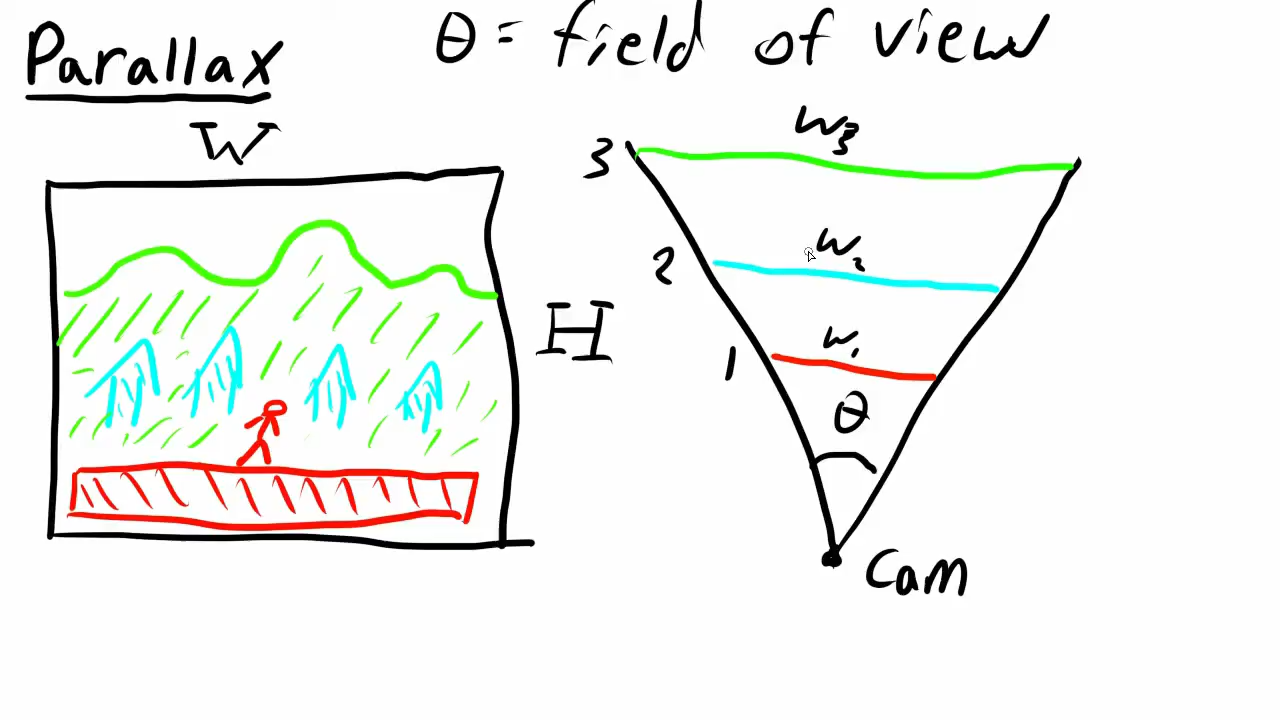 Parallax
θ = field of view
W
H
3
W₃
2
W₂
1
W₁
θ
Cam